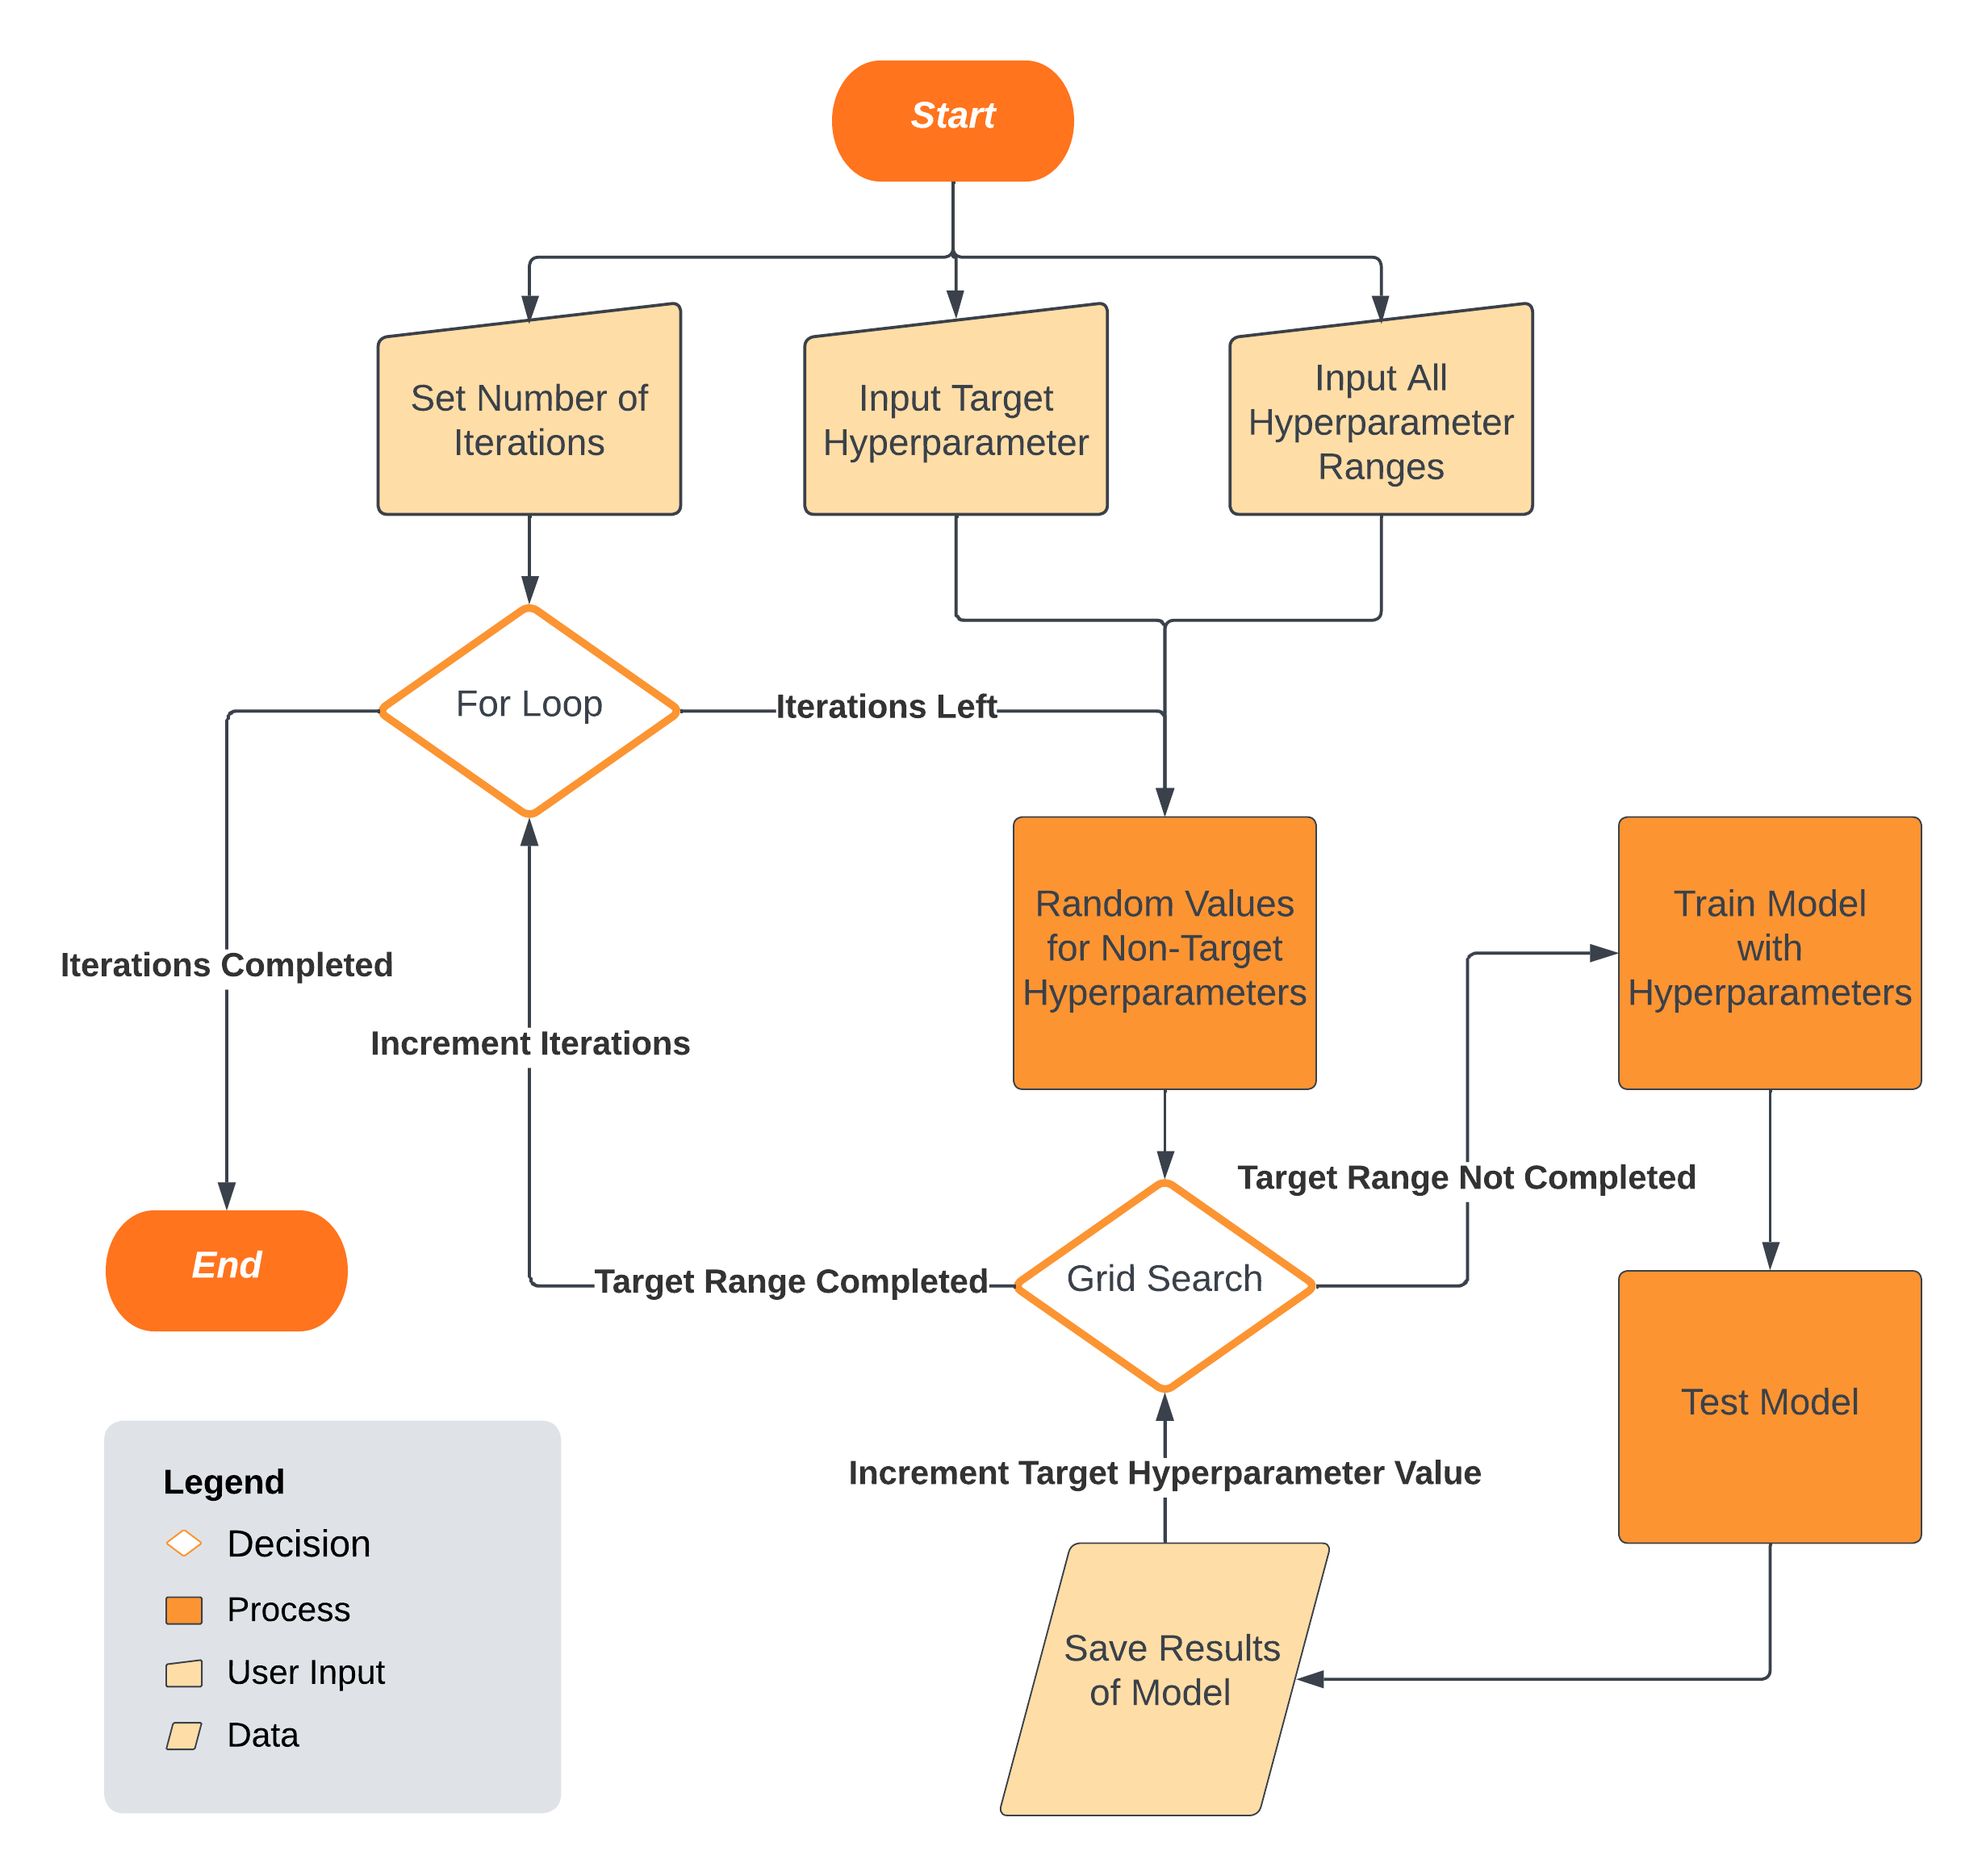 Start
Set Number of
Iterations
Input Target
Hyperparameter
Input All
Hyperparameter
Ranges
For Loop
Iterations Left
Random Values
for Non-Target
Hyperparameters
Train Model
with
Hyperparameters
Iterations Completed
Increment Iterations
Target Range Not Completed
End
Target Range Completed
Grid Search
Test Model
Increment Target Hyperparameter Value
Save Results
of Model
Legend
Decision
Process
User Input
Data